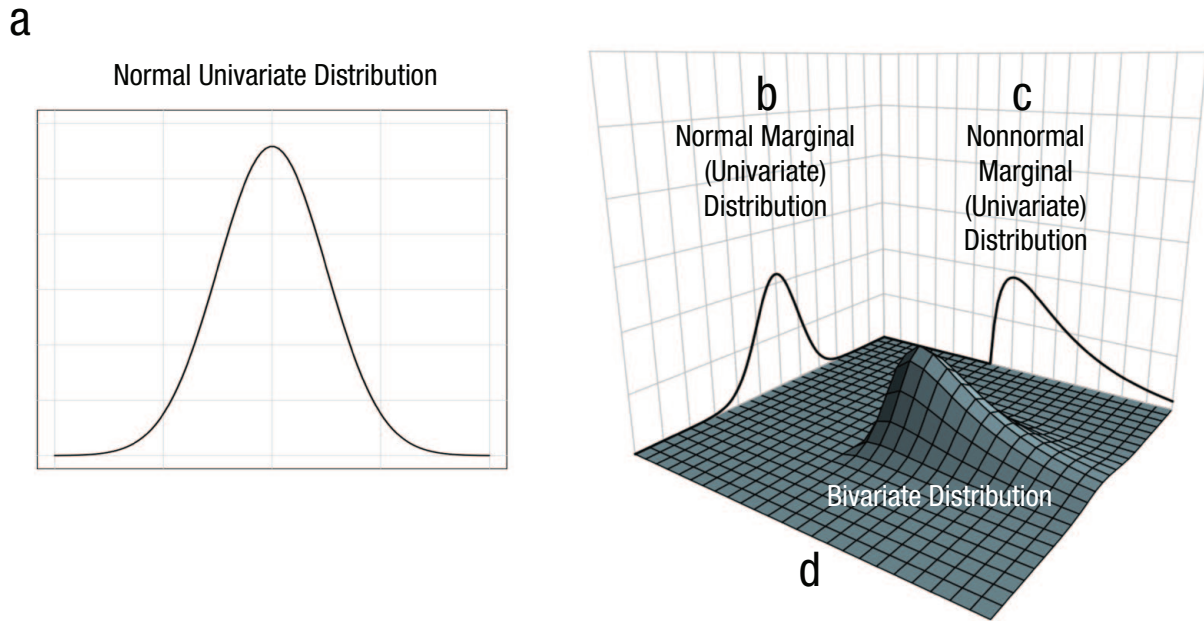 a
Normal Univariate Distribution
b
Normal Marginal
(Univariate)
Distribution
c
Nonnormal
Marginal
(Univariate)
Distribution
Bivariate Distribution
d